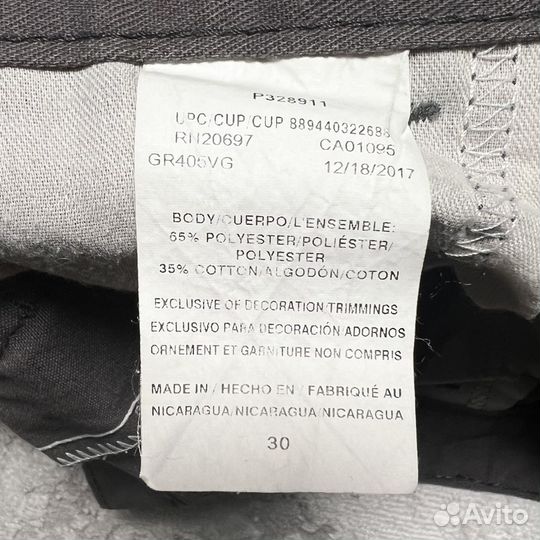 P328911
UPC/CUP/CUP 889440322688
RN20697 CA01095
GR405VG 12/18/2017
BODY/CUERPO/L'ENSEMBLE:
65% POLYESTER/POLIÉSTER/
POLYESTER
35% COTTON/ALGODÓN/COTON
EXCLUSIVE OF DECORATION/TRIMMINGS
EXCLUSIVO PARA DECORACIÓN/ADORNOS
ORNEMENT ET GARNITURE NON COMPRIS
MADE IN / HECHO EN / FABRIQUÉ AU
NICARAGUA/NICARAGUA/NICARAGUA
30
Avito